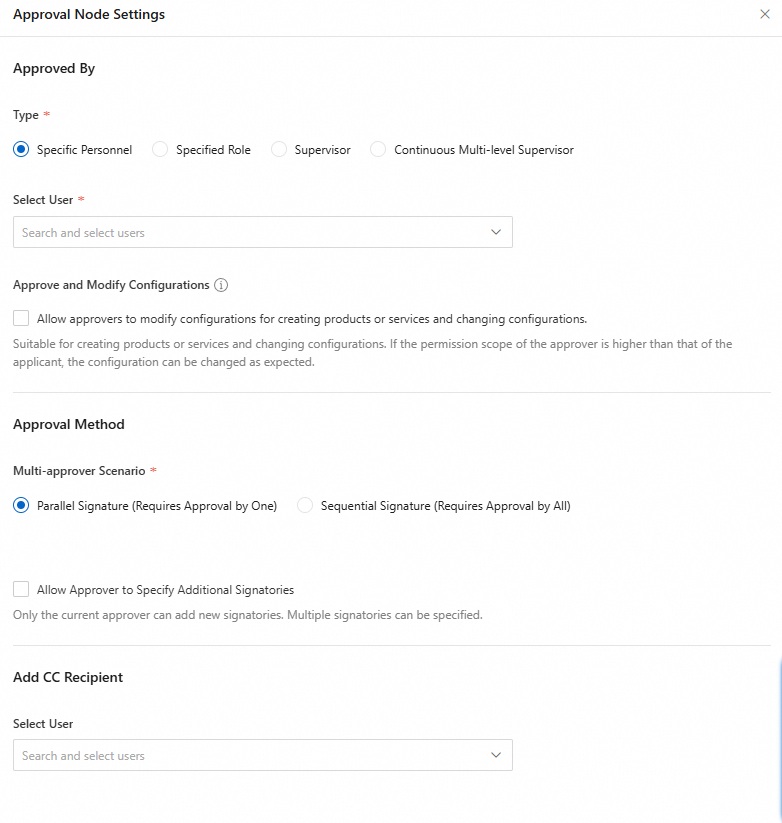 Approval Node Settings
Approved By
Type *
Specific Personnel Specified Role Supervisor Continuous Multi-level Supervisor
Select User *
Search and select users
Approve and Modify Configurations
Allow approvers to modify configurations for creating products or services and changing configurations.
Suitable for creating products or services and changing configurations. If the permission scope of the approver is higher than that of the
applicant, the configuration can be changed as expected.
Approval Method
Multi-approver Scenario *
Parallel Signature (Requires Approval by One) Sequential Signature (Requires Approval by All)
Allow Approver to Specify Additional Signatories
Only the current approver can add new signatories. Multiple signatories can be specified.
Add CC Recipient
Select User
Search and select users